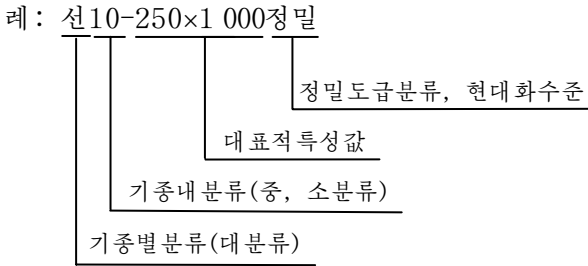 례: 선10-250×1 000정밀
정밀도급분류, 현대화수준
대표적특성값
기종내분류(중, 소분류)
기종별분류(대분류)